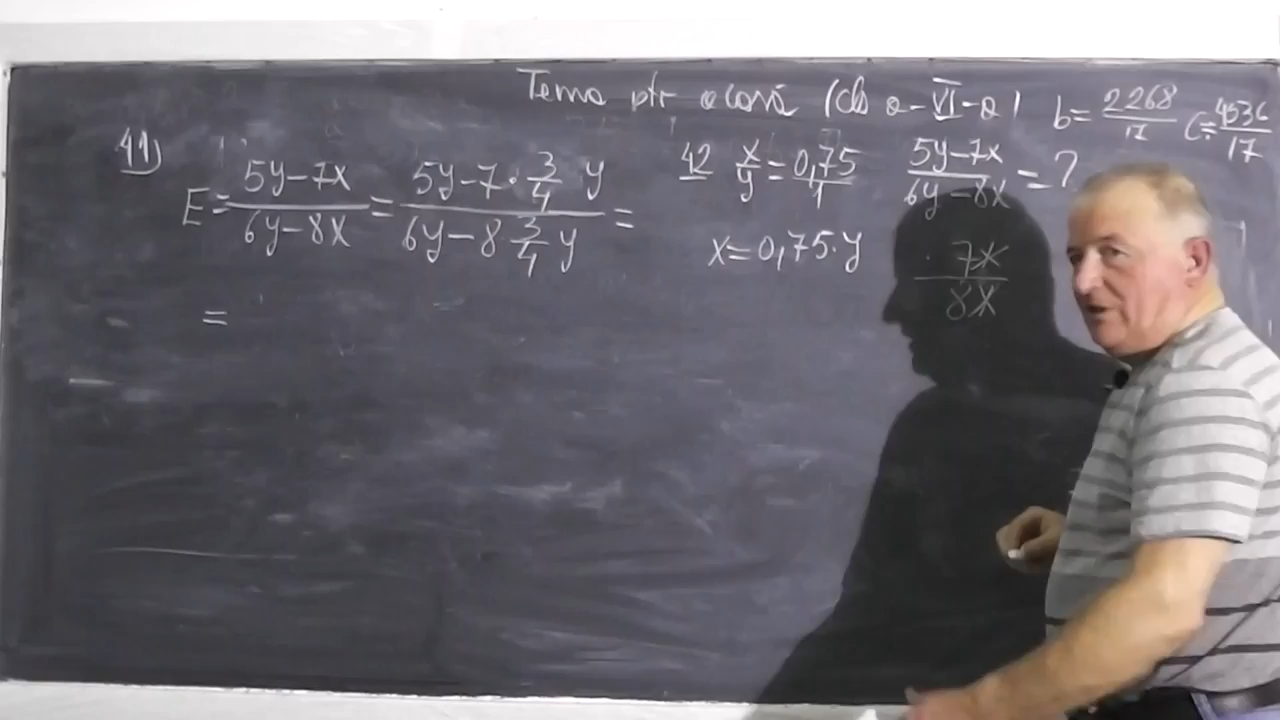 Tema ptr acasă (cls a-VI-a) b=2268/17 c=4536/17
41) E=(5y-7x)/(6y-8x)=(5y-7·3/4 y)/(6y-8 3/4 y)=
=
42 x/y=0,75/1 (5y-7x)/(6y-8x)=?
x=0,75·y
7x/8x